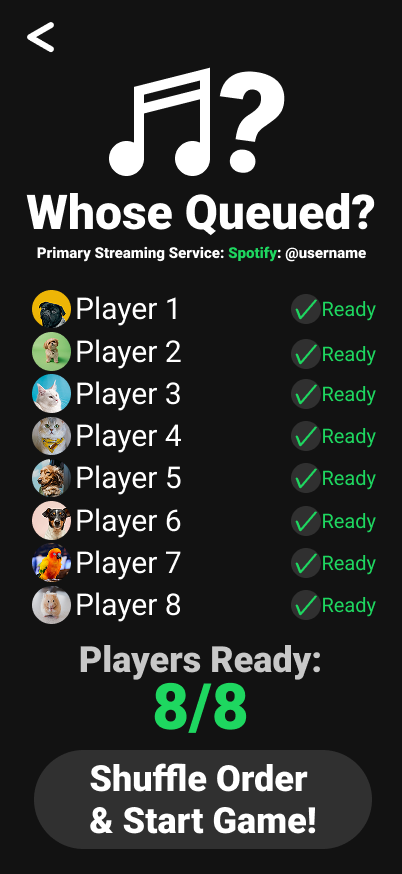 ?
Whose Queued?
Primary Streaming Service: Spotify: @username
Player 1 Ready
Player 2 Ready
Player 3 Ready
Player 4 Ready
Player 5 Ready
Player 6 Ready
Player 7 Ready
Player 8 Ready
Players Ready:
8/8
Shuffle Order
& Start Game!